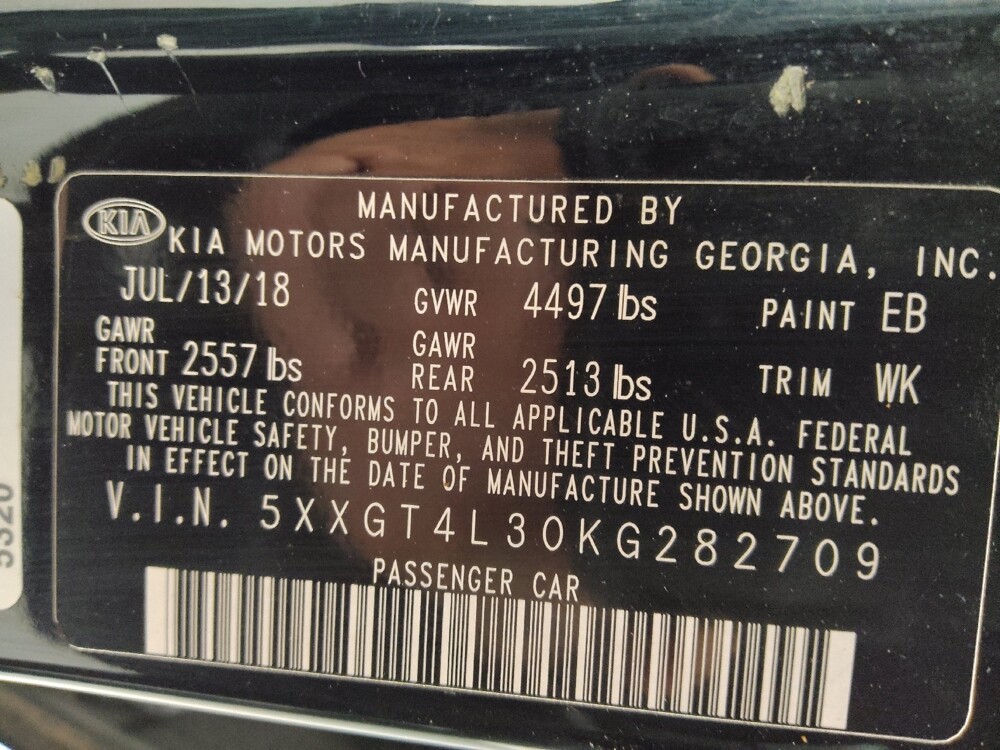 KIA
MANUFACTURED BY
KIA MOTORS MANUFACTURING GEORGIA, INC.
JUL/13/18 GVWR 4497 lbs PAINT EB
GAWR FRONT 2557 lbs GAWR REAR 2513 lbs TRIM WK
THIS VEHICLE CONFORMS TO ALL APPLICABLE U.S.A. FEDERAL
MOTOR VEHICLE SAFETY, BUMPER, AND THEFT PREVENTION STANDARDS
IN EFFECT ON THE DATE OF MANUFACTURE SHOWN ABOVE.
V.I.N. 5XXGT4L30KG282709
PASSENGER CAR